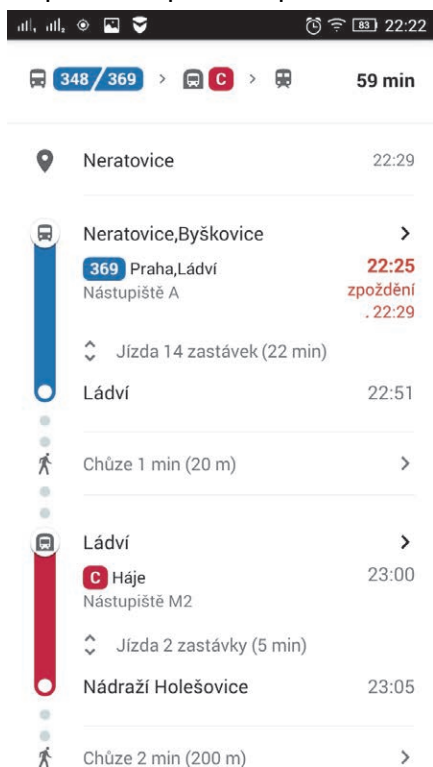 83 22:22
348 / 369 > C > 59 min
Neratovice 22:29
Neratovice,Byškovice
369 Praha,Ládví 22:25
Nástupiště A zpoždění
. 22:29
Jízda 14 zastávek (22 min)
Ládví 22:51
Chůze 1 min (20 m)
Ládví
C Háje 23:00
Nástupiště M2
Jízda 2 zastávky (5 min)
Nádraží Holešovice 23:05
Chůze 2 min (200 m)